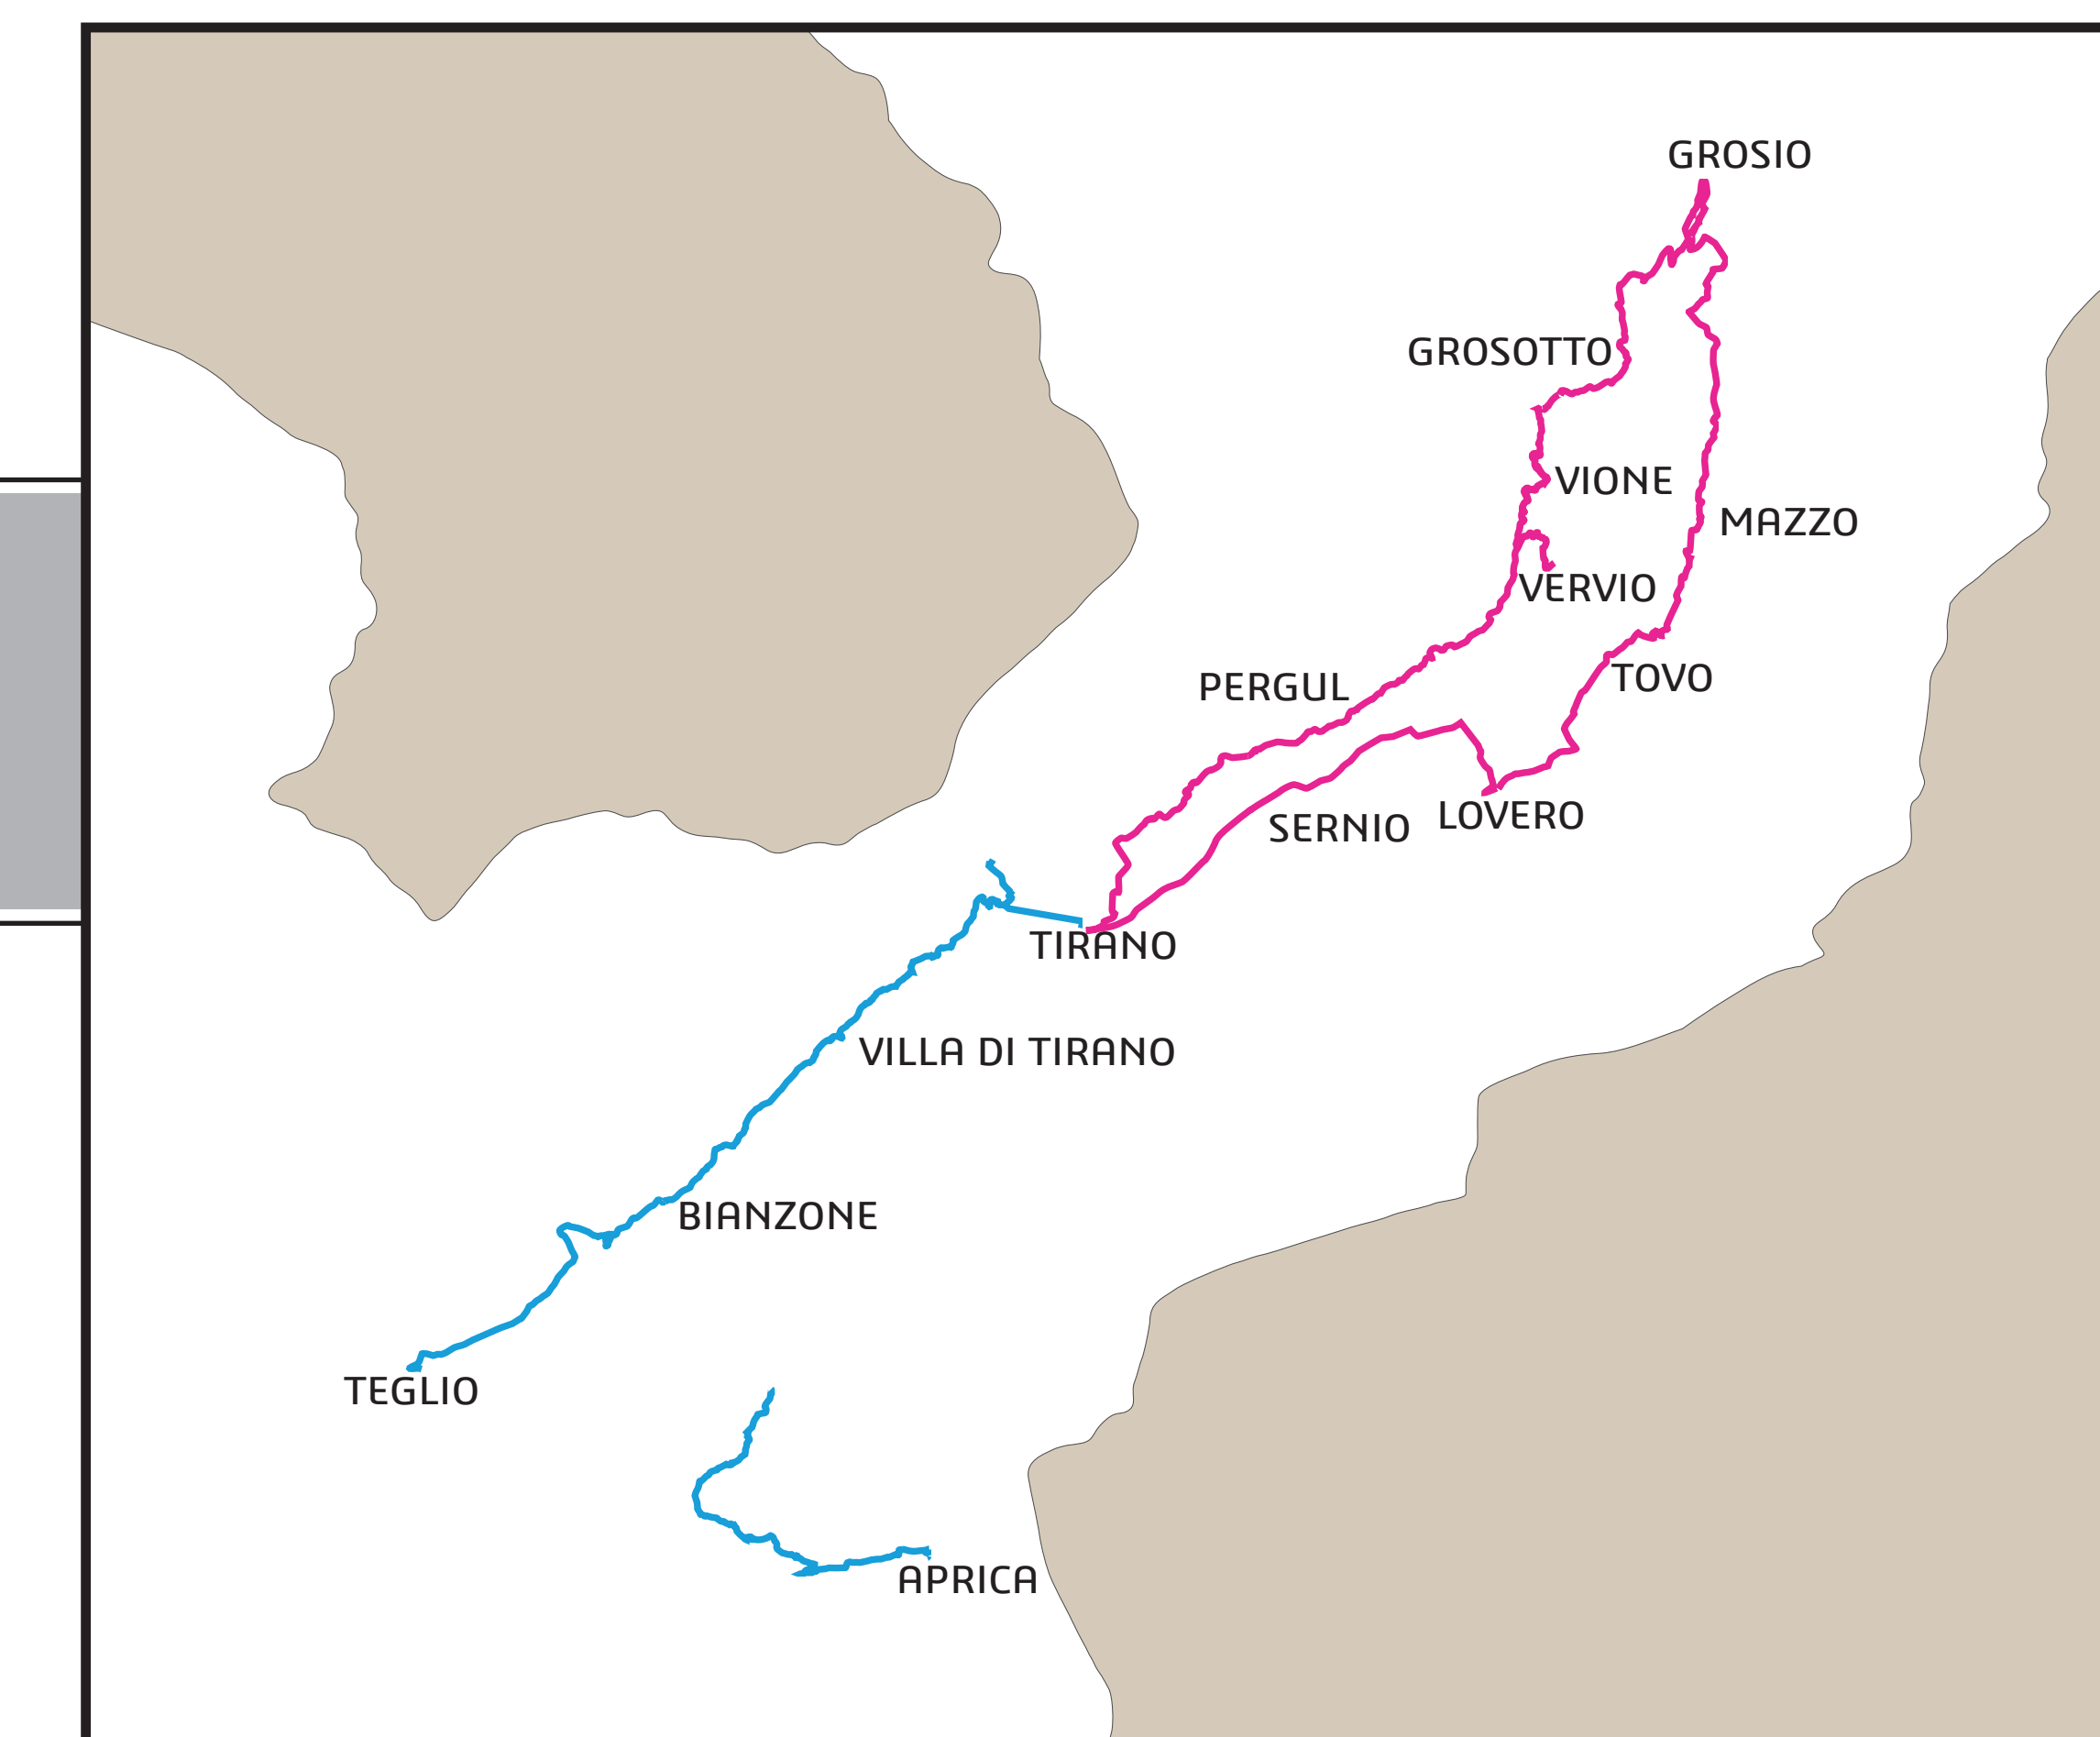 GROSIO
GROSOTTO
VIONE
MAZZO
VERVIO
TOVO
PERGUL
LOVERO
SERNIO
TIRANO
VILLA DI TIRANO
BIANZONE
TEGLIO
APRICA